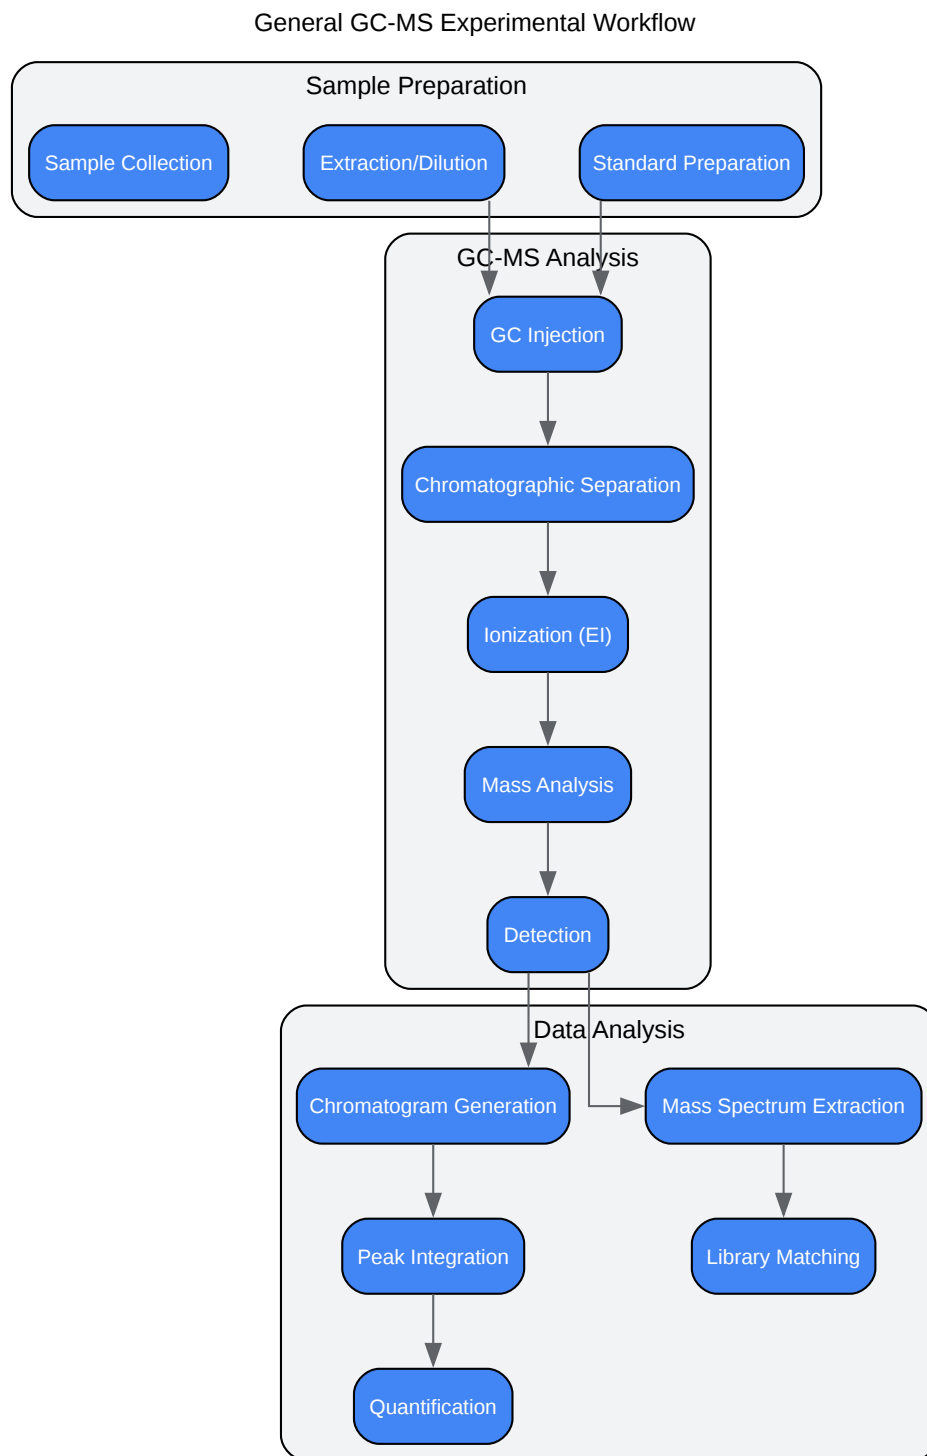 General GC-MS Experimental Workflow
Sample Preparation
Sample Collection
Extraction/Dilution
Standard Preparation
GC-MS Analysis
GC Injection
Chromatographic Separation
Ionization (EI)
Mass Analysis
Detection
Data Analysis
Chromatogram Generation
Mass Spectrum Extraction
Peak Integration
Library Matching
Quantification